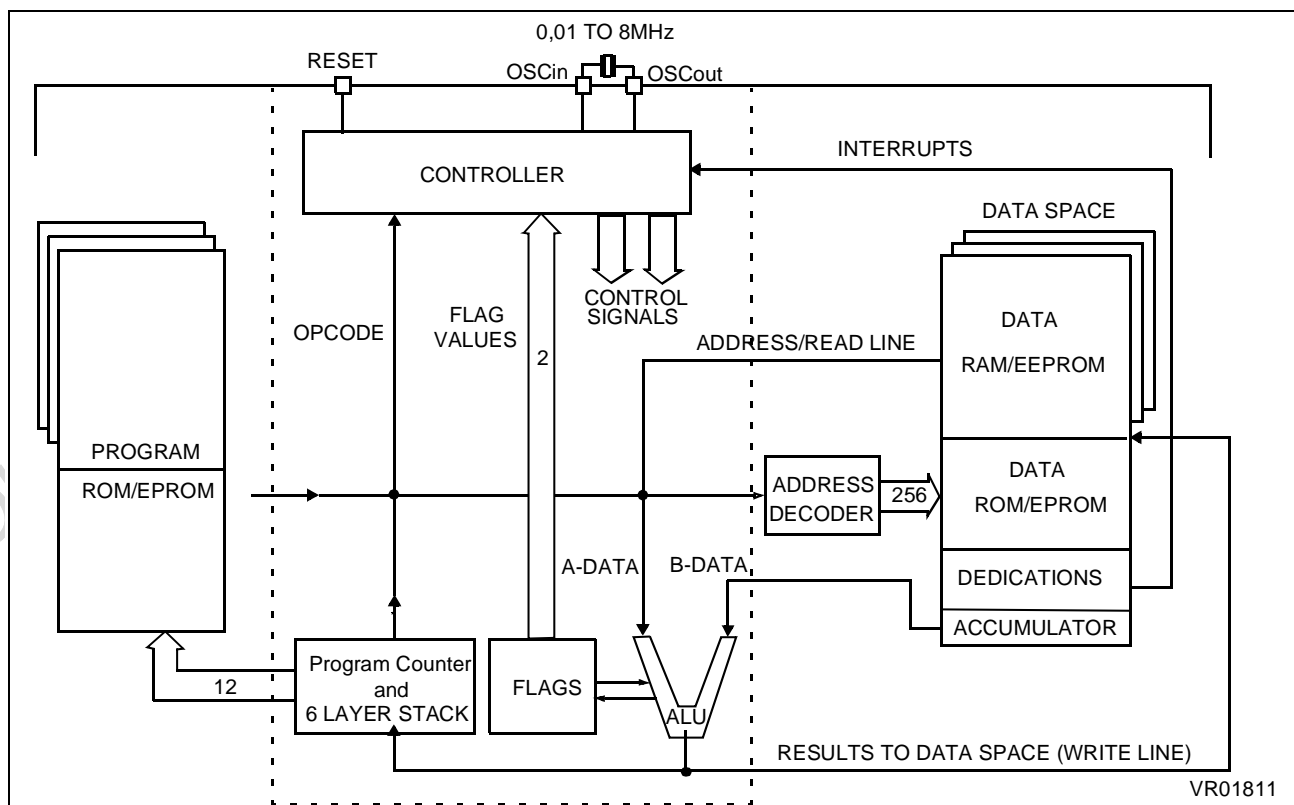 0,01 TO 8MHz
RESET
OSCin
OSCout
INTERRUPTS
CONTROLLER
DATA SPACE
OPCODE
FLAG
VALUES
2
CONTROL
SIGNALS
ADDRESS/READ LINE
DATA
RAM/EEPROM
PROGRAM
ROM/EPROM
ADDRESS
DECODER
256
DATA
ROM/EPROM
A-DATA
B-DATA
DEDICATIONS
ACCUMULATOR
12
Program Counter
and
6 LAYER STACK
FLAGS
ALU
RESULTS TO DATA SPACE (WRITE LINE)
VR01811